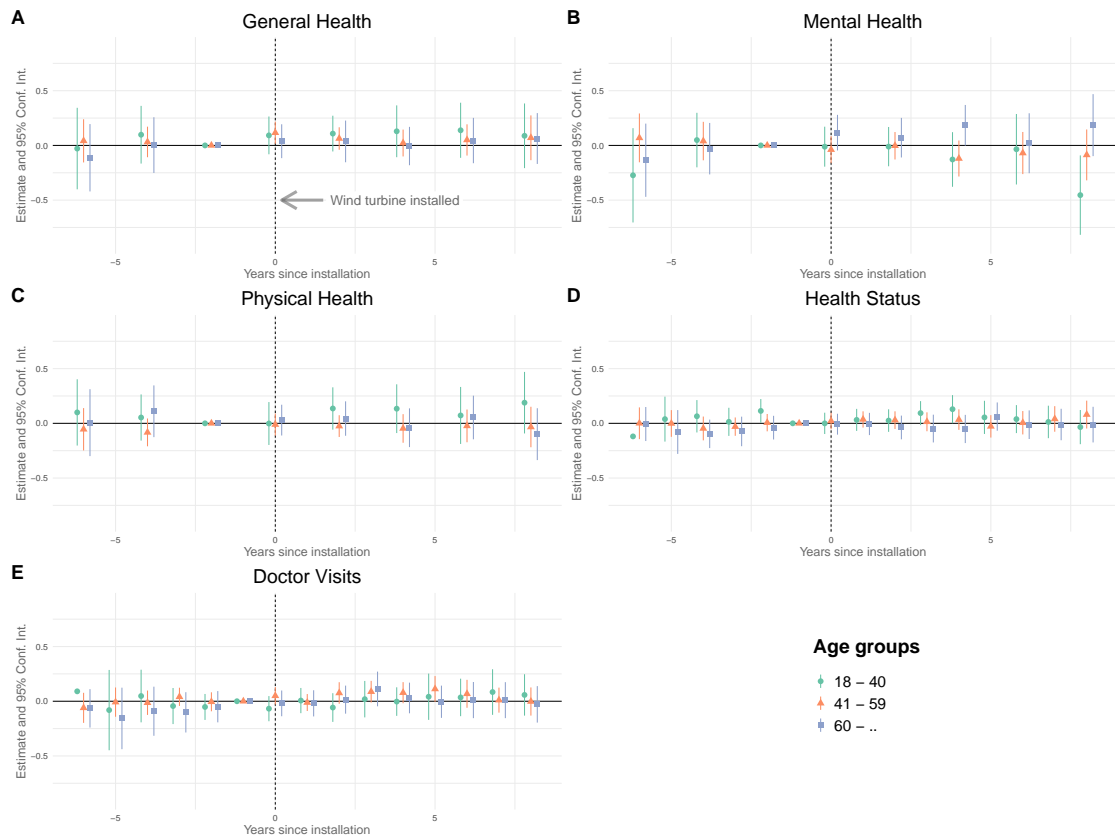 A
General Health
Estimate and 95% Conf. Int.
0.5
0.0
−0.5
Wind turbine installed
−5
0
5
Years since installation
B
Mental Health
Estimate and 95% Conf. Int.
0.5
0.0
−0.5
−5
0
5
Years since installation
C
Physical Health
Estimate and 95% Conf. Int.
0.5
0.0
−0.5
−5
0
5
Years since installation
D
Health Status
Estimate and 95% Conf. Int.
0.5
0.0
−0.5
−5
0
5
Years since installation
E
Doctor Visits
Estimate and 95% Conf. Int.
0.5
0.0
−0.5
−5
0
5
Years since installation
Age groups
18 − 40
41 − 59
60 − ..